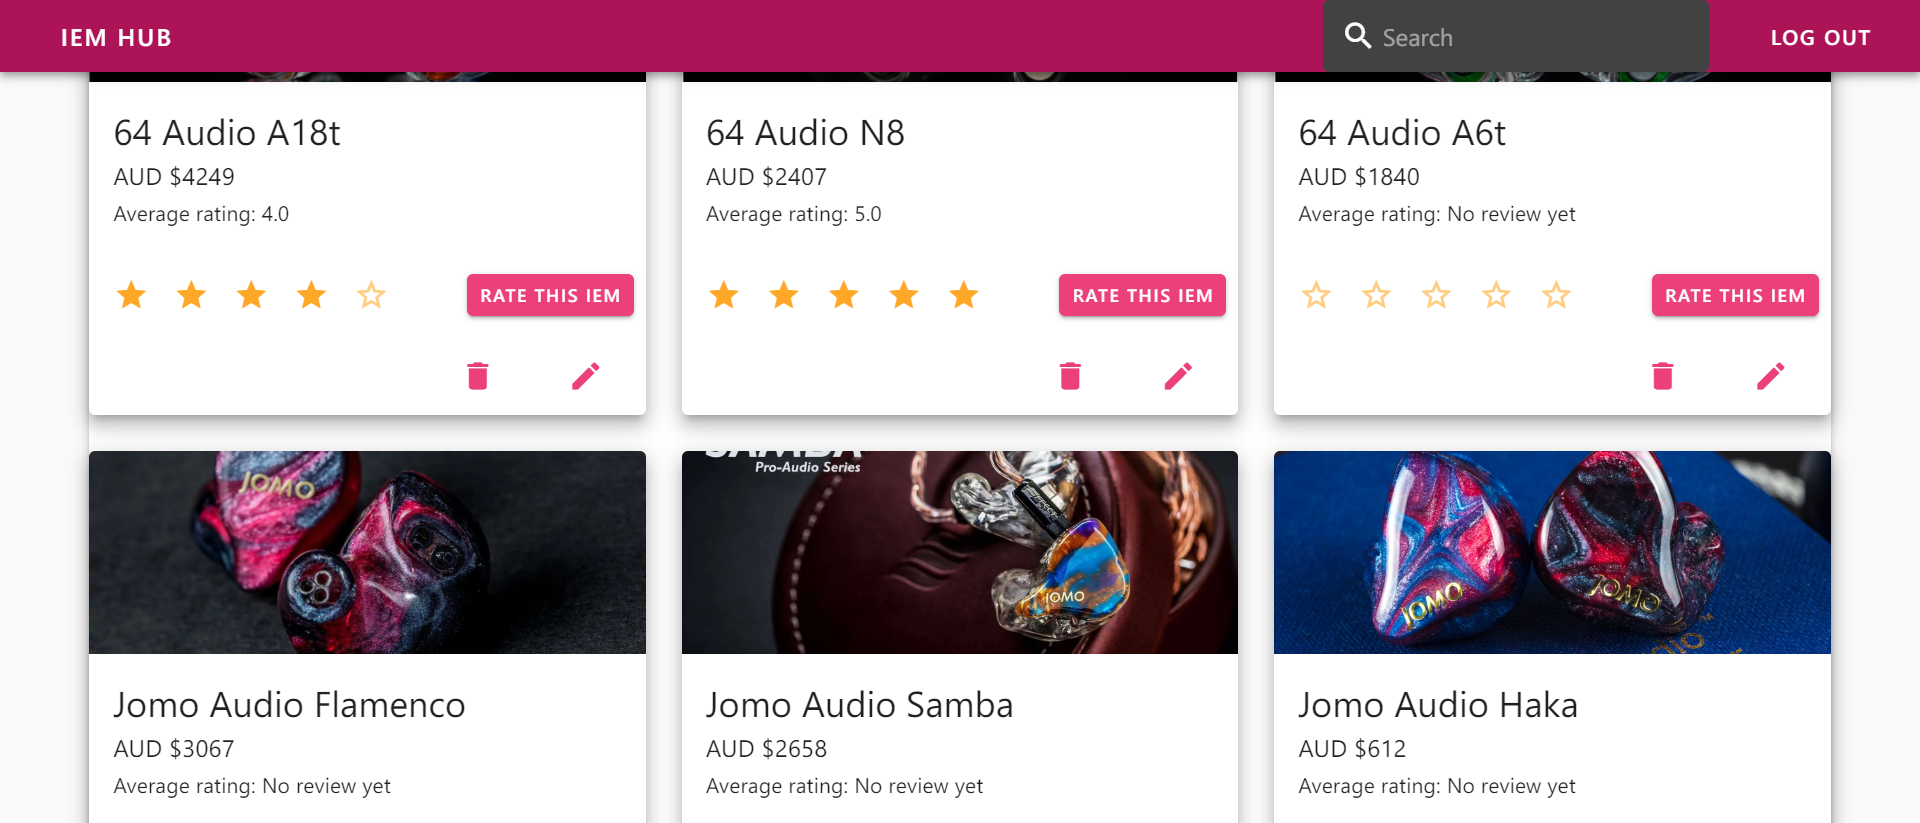 IEM HUB
Search
LOG OUT
64 Audio A18t
AUD $4249
Average rating: 4.0
RATE THIS IEM
64 Audio N8
AUD $2407
Average rating: 5.0
RATE THIS IEM
64 Audio A6t
AUD $1840
Average rating: No review yet
RATE THIS IEM
JOMO
Jomo Audio Flamenco
AUD $3067
Average rating: No review yet
SAMBA
Pro-Audio Series
JOMO
Jomo Audio Samba
AUD $2658
Average rating: No review yet
JOMO
JOMO
Jomo Audio Haka
AUD $612
Average rating: No review yet